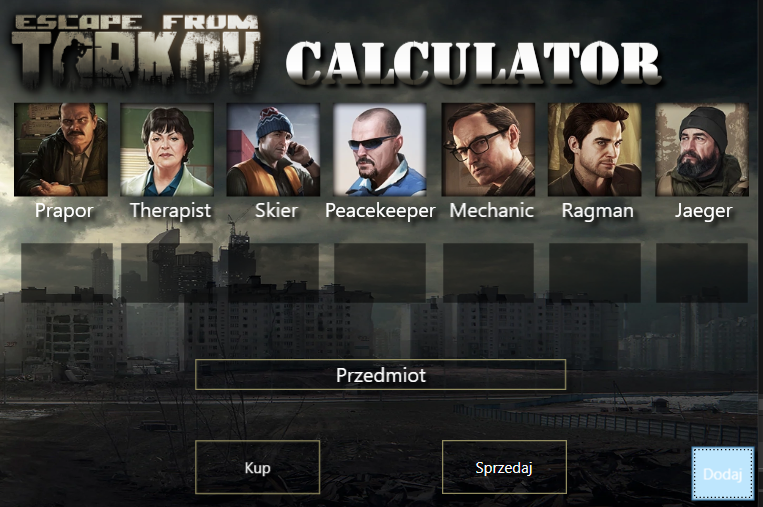 ESCAPE FROM
TARKOV
CALCULATOR
Prapor Therapist Skier Peacekeeper Mechanic Ragman Jaeger
Przedmiot
Kup Sprzedaj Dodaj